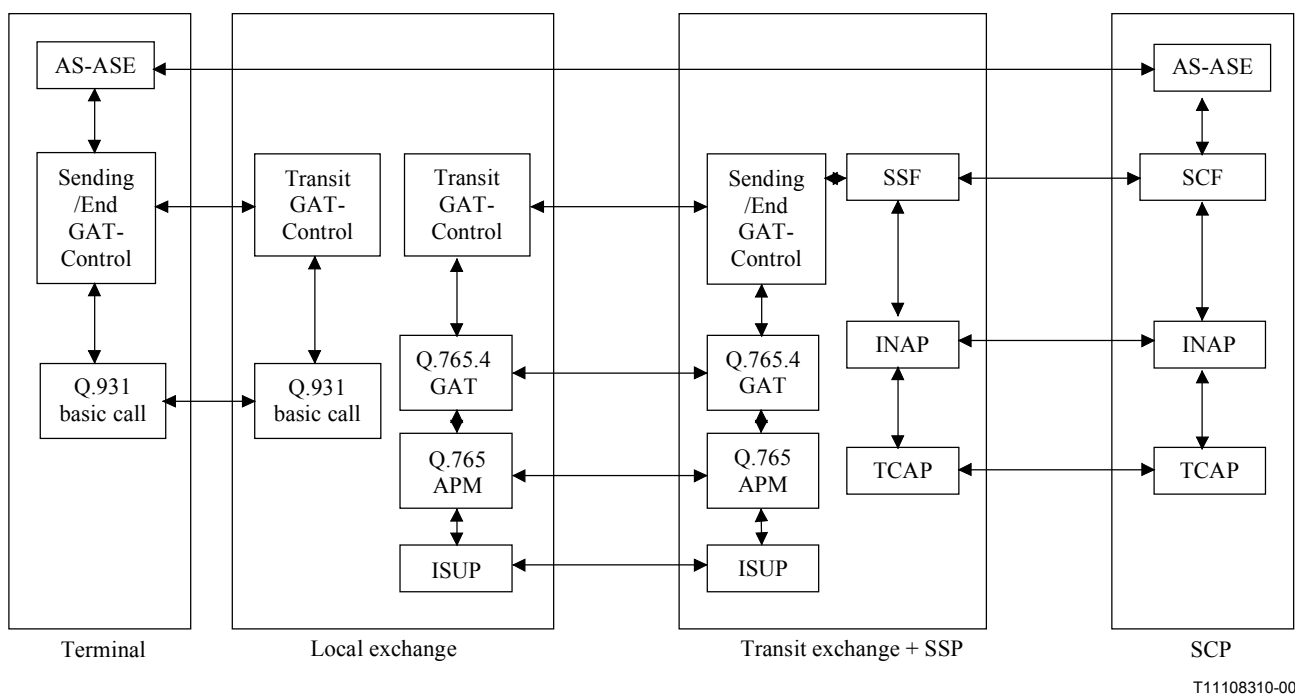 AS-ASE
AS-ASE
Sending
/End
GAT-
Control
Transit
GAT-
Control
Transit
GAT-
Control
Sending
/End
GAT-
Control
SSF
SCF
Q.931
basic call
Q.931
basic call
Q.765.4
GAT
Q.765.4
GAT
INAP
INAP
Q.765
APM
Q.765
APM
TCAP
TCAP
ISUP
ISUP
Terminal
Local exchange
Transit exchange + SSP
SCP
T11108310-00